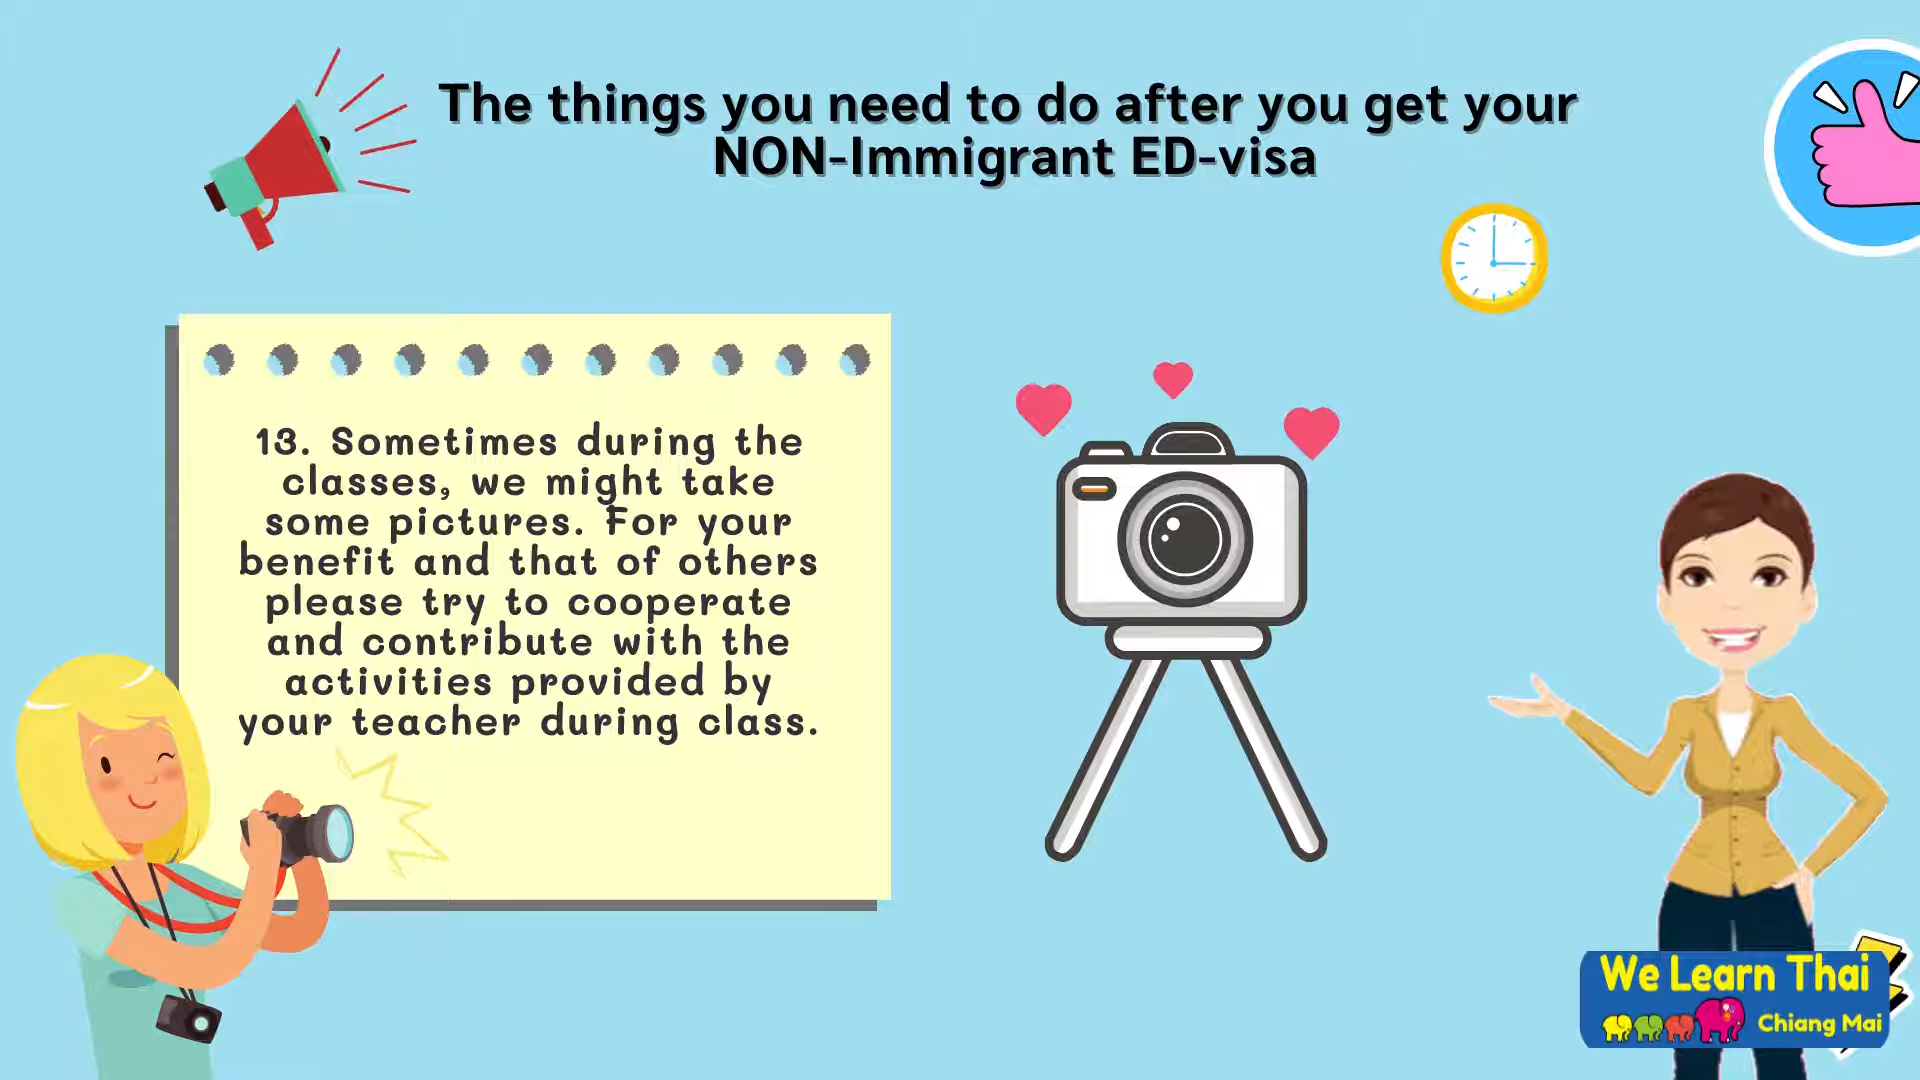 The things you need to do after you get your
NON-Immigrant ED-visa
13. Sometimes during the
classes, we might take
some pictures. For your
benefit and that of others
please try to cooperate
and contribute with the
activities provided by
your teacher during class.
We Learn Thai
Chiang Mai